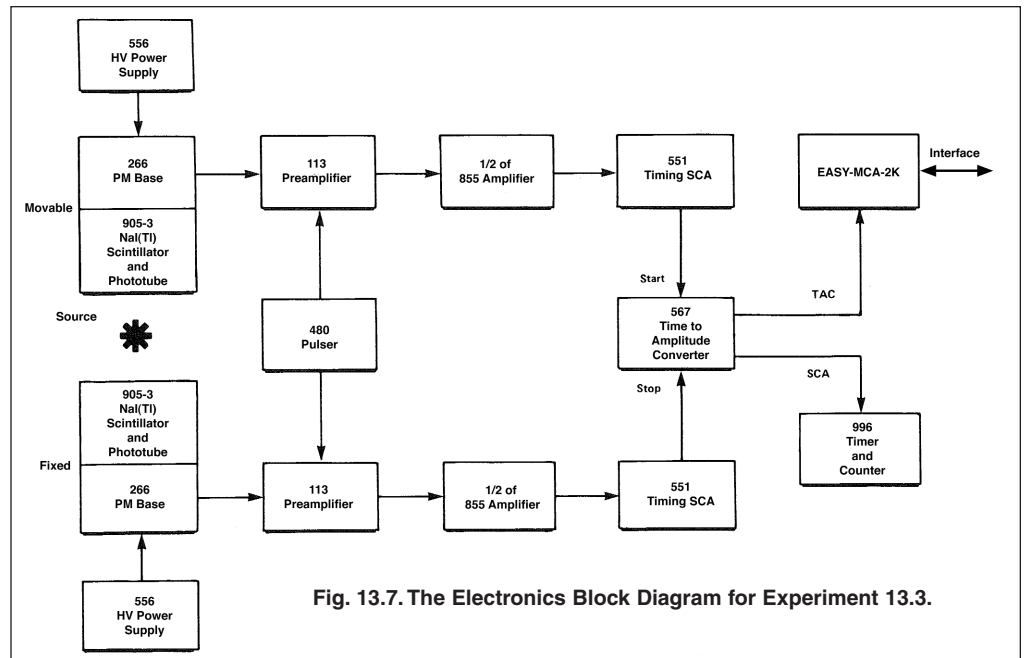 556
HV Power
Supply
266
PM Base
Movable
905-3
NaI(Tl)
Scintillator
and
Phototube
113
Preamplifier
1/2 of
855 Amplifier
551
Timing SCA
EASY-MCA-2K
Interface
Source
480
Pulser
Start
567
Time to
Amplitude
Converter
TAC
SCA
Stop
905-3
NaI(Tl)
Scintillator
and
Phototube
Fixed
266
PM Base
113
Preamplifier
1/2 of
855 Amplifier
551
Timing SCA
996
Timer
and
Counter
556
HV Power
Supply
Fig. 13.7. The Electronics Block Diagram for Experiment 13.3.